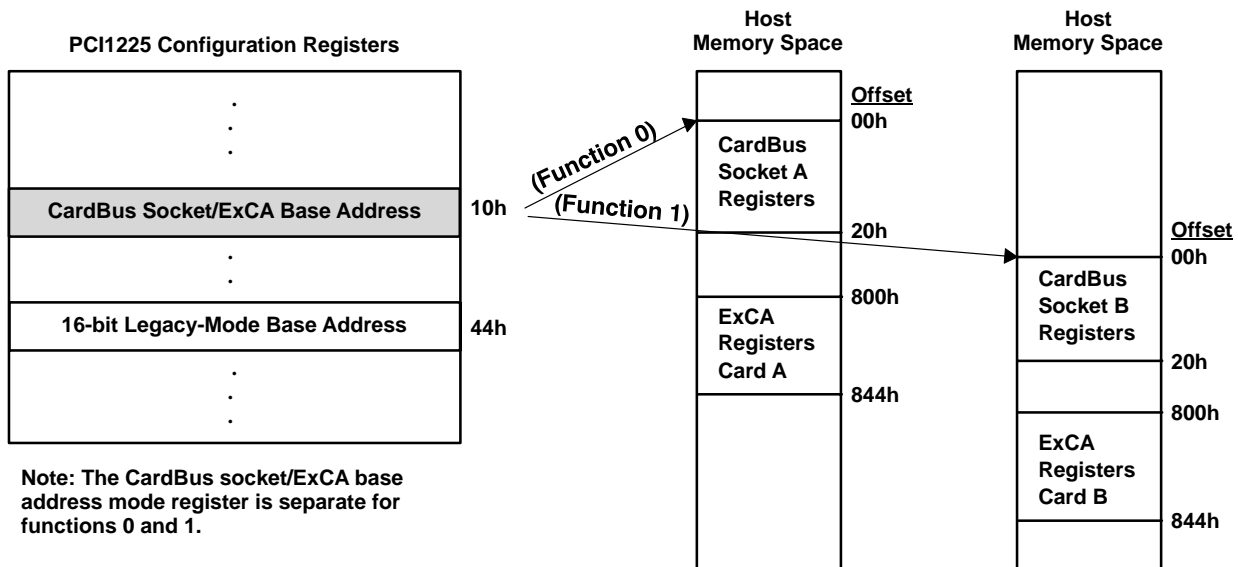 PCI1225 Configuration Registers
CardBus Socket/ExCA Base Address
10h
16-bit Legacy-Mode Base Address
44h
Note: The CardBus socket/ExCA base
address mode register is separate for
functions 0 and 1.
(Function 0)
(Function 1)
Host
Memory Space
Offset
00h
CardBus
Socket A
Registers
20h
800h
ExCA
Registers
Card A
844h
Host
Memory Space
Offset
00h
CardBus
Socket B
Registers
20h
800h
ExCA
Registers
Card B
844h